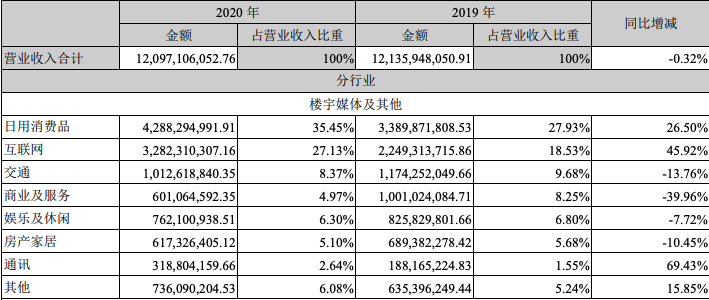 2020 年 2019 年 同比增减
金额 占营业收入比重 金额 占营业收入比重
营业收入合计 12,097,106,052.76 100% 12,135,948,050.91 100% -0.32%
分行业
楼宇媒体及其他
日用消费品 4,288,294,991.91 35.45% 3,389,871,808.53 27.93% 26.50%
互联网 3,282,310,307.16 27.13% 2,249,313,715.86 18.53% 45.92%
交通 1,012,618,840.35 8.37% 1,174,252,049.66 9.68% -13.76%
商业及服务 601,064,592.35 4.97% 1,001,024,084.71 8.25% -39.96%
娱乐及休闲 762,100,938.51 6.30% 825,829,801.66 6.80% -7.72%
房产家居 617,326,405.12 5.10% 689,382,278.42 5.68% -10.45%
通讯 318,804,159.66 2.64% 188,165,224.83 1.55% 69.43%
其他 736,090,204.53 6.08% 635,396,249.44 5.24% 15.85%